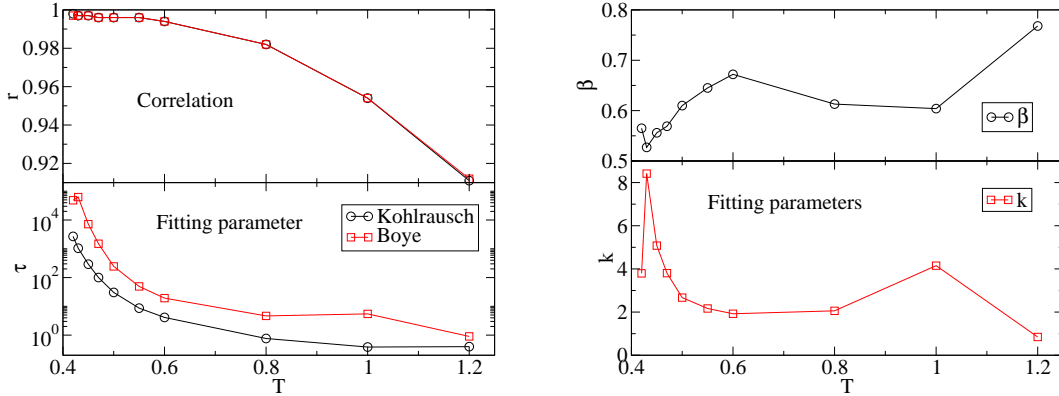 1
0.98
0.96
0.94
0.92
r
Correlation
10^4
10^2
10^0
τ
Fitting parameter
Kohlrausch
Boye
0.4 0.6 0.8 1 1.2
T
0.8
0.7
0.6
0.5
β
β
8
6
4
2
0
k
Fitting parameters
k
0.4 0.6 0.8 1 1.2
T